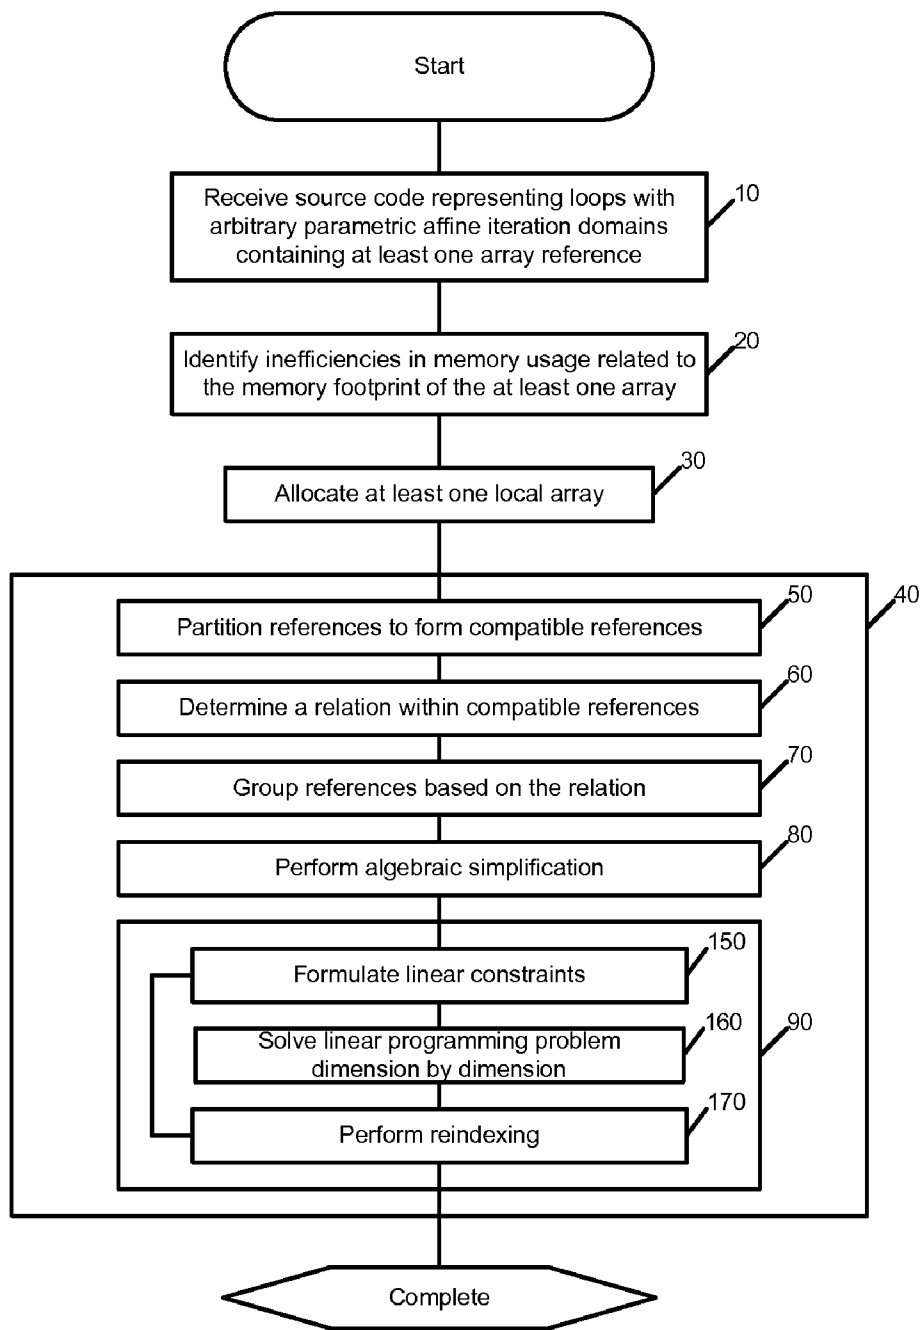 Start
10
Receive source code representing loops with
arbitrary parametric affine iteration domains
containing at least one array reference
20
Identify inefficiencies in memory usage related to
the memory footprint of the at least one array
30
Allocate at least one local array
40
50
Partition references to form compatible references
60
Determine a relation within compatible references
70
Group references based on the relation
80
Perform algebraic simplification
90
150
Formulate linear constraints
160
Solve linear programming problem
dimension by dimension
170
Perform reindexing
Complete